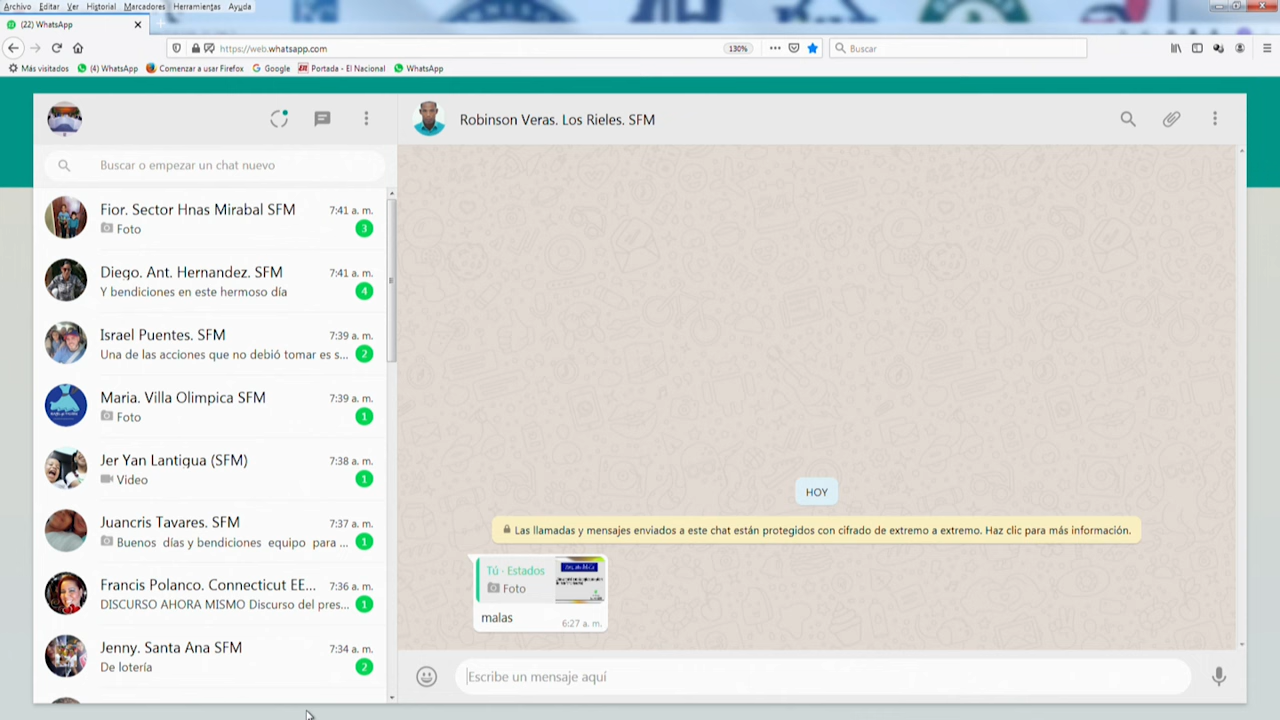 Archivo Editar Ver Historial Marcadores Herramientas Ayuda
(22) WhatsApp
https://web.whatsapp.com
130%
Buscar
Más visitados (4) WhatsApp Comenzar a usar Firefox Google Portada - El Nacional WhatsApp
Robinson Veras. Los Rieles. SFM
Buscar o empezar un chat nuevo
Fior. Sector Hnas Mirabal SFM 7:41 a. m.
Foto 3
Diego. Ant. Hernandez. SFM 7:41 a. m.
Y bendiciones en este hermoso día 4
Israel Puentes. SFM 7:39 a. m.
Una de las acciones que no debió tomar es s... 2
Maria. Villa Olimpica SFM 7:39 a. m.
Foto 1
Jer Yan Lantigua (SFM) 7:38 a. m.
Video 1
Juancris Tavares. SFM 7:37 a. m.
Buenos días y bendiciones equipo para ... 1
Francis Polanco. Connecticut EE... 7:36 a. m.
DISCURSO AHORA MISMO Discurso del pres... 1
Jenny. Santa Ana SFM 7:34 a. m.
De lotería 2
HOY
Las llamadas y mensajes enviados a este chat están protegidos con cifrado de extremo a extremo. Haz clic para más información.
Tú · Estados
Foto
malas
6:27 a. m.
Escribe un mensaje aquí